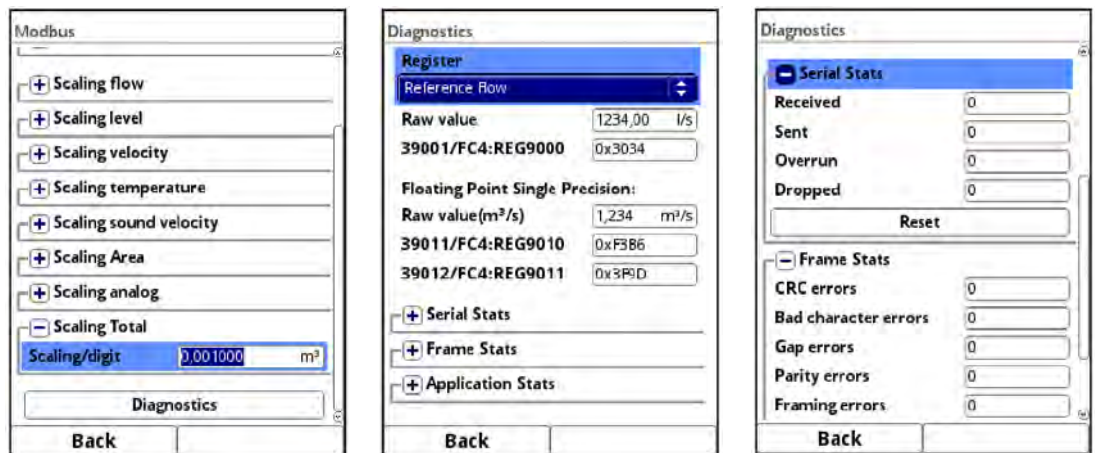 Modbus
Scaling flow
Scaling level
Scaling velocity
Scaling temperature
Scaling sound velocity
Scaling Area
Scaling analog
Scaling Total
Scaling/digit 0,001000 m³
Diagnostics
Back
Diagnostics
Register
Reference flow
Raw value 1234,00 l/s
39001/FC4:REG9000 0x3034
Floating Point Single Precision:
Raw value(m³/s) 1,234 m³/s
39011/FC4:REG9010 0xF3B6
39012/FC4:REG9011 0x3F9D
Serial Stats
Frame Stats
Application Stats
Back
Diagnostics
Serial Stats
Received 0
Sent 0
Overrun 0
Dropped 0
Reset
Frame Stats
CRC errors 0
Bad character errors 0
Gap errors 0
Parity errors 0
Framing errors 0
Back